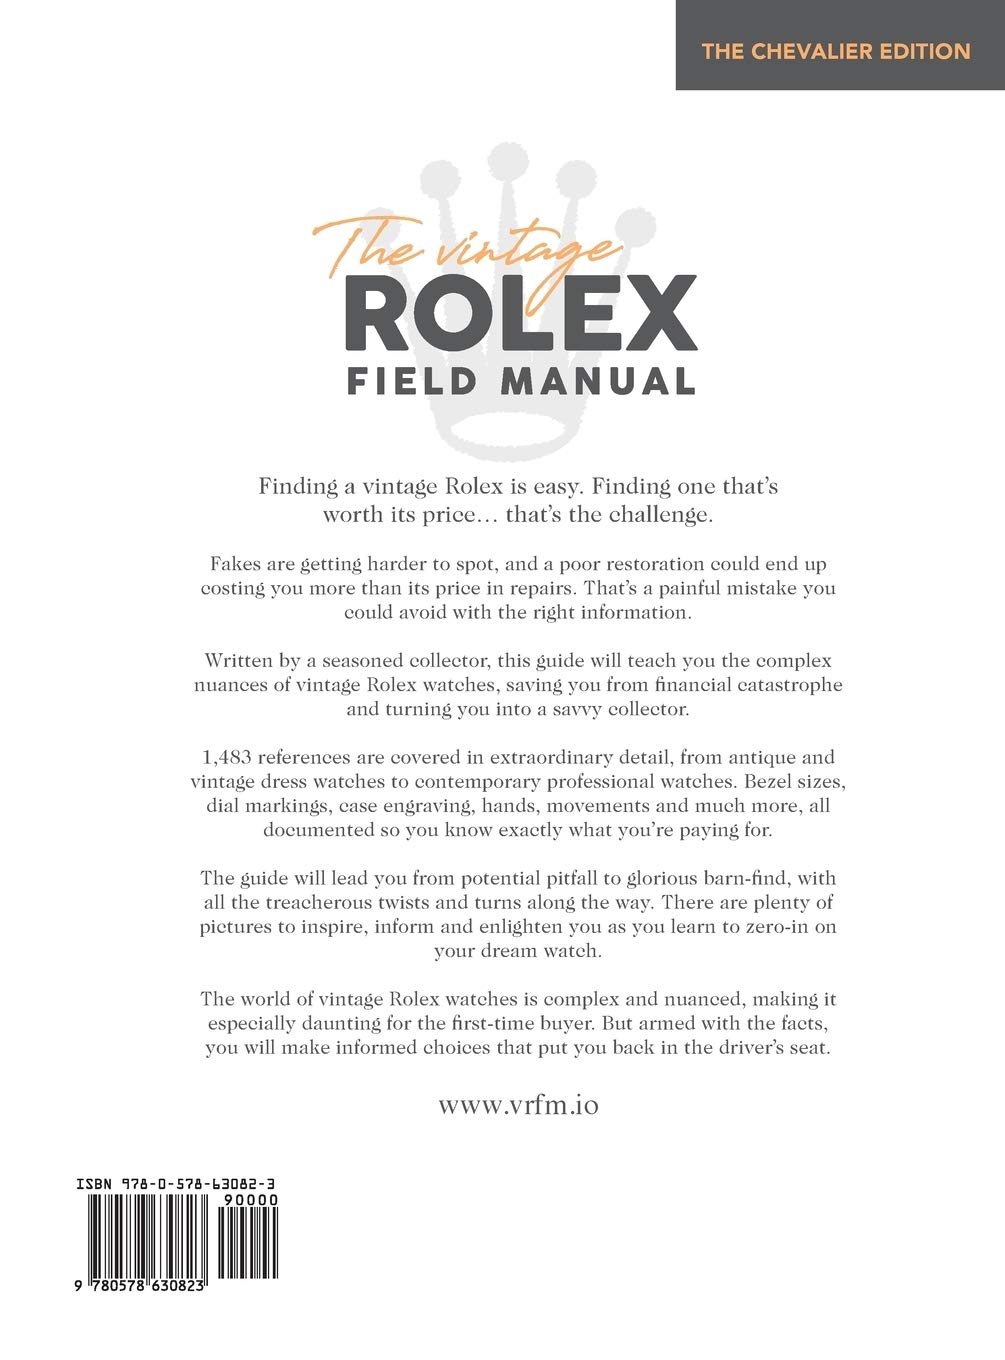 THE CHEVALIER EDITION
The vintage
ROLEX
FIELD MANUAL
Finding a vintage Rolex is easy. Finding one that's
worth its price... that's the challenge.
Fakes are getting harder to spot, and a poor restoration could end up
costing you more than its price in repairs. That's a painful mistake you
could avoid with the right information.
Written by a seasoned collector, this guide will teach you the complex
nuances of vintage Rolex watches, saving you from financial catastrophe
and turning you into a savvy collector.
1,483 references are covered in extraordinary detail, from antique and
vintage dress watches to contemporary professional watches. Bezel sizes,
dial markings, case engraving, hands, movements and much more, all
documented so you know exactly what you're paying for.
The guide will lead you from potential pitfall to glorious barn-find, with
all the treacherous twists and turns along the way. There are plenty of
pictures to inspire, inform and enlighten you as you learn to zero-in on
your dream watch.
The world of vintage Rolex watches is complex and nuanced, making it
especially daunting for the first-time buyer. But armed with the facts,
you will make informed choices that put you back in the driver's seat.
www.vrfm.io
ISBN 978-0-578-63082-3
90000
9 780578 630823